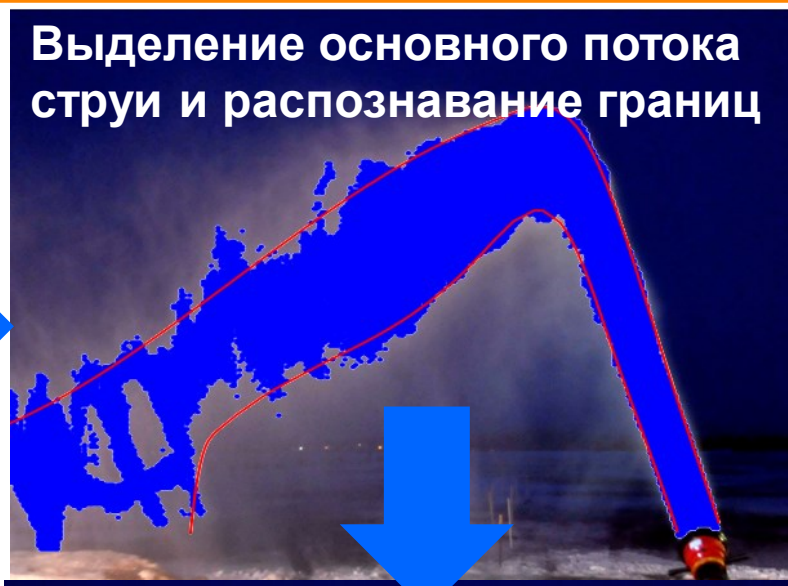 Выделение основного потока
струи и распознавание границ